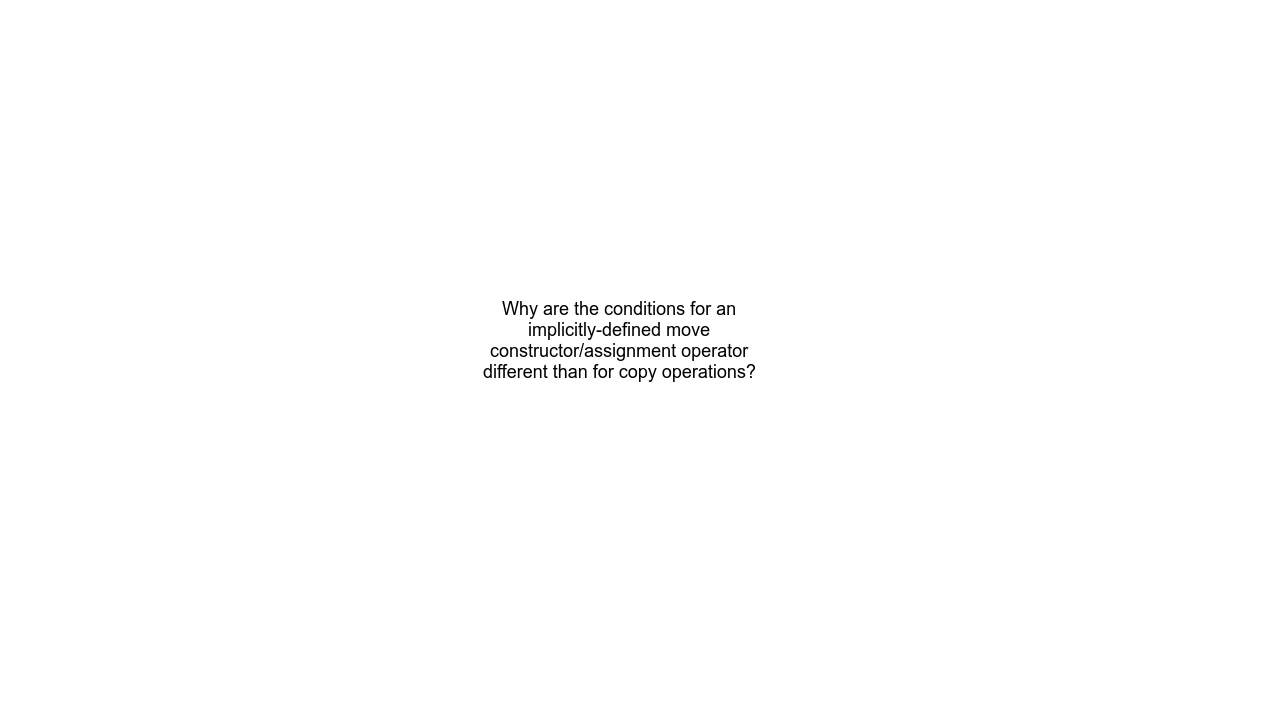 Why are the conditions for an
implicitly-defined move
constructor/assignment operator
different than for copy operations?